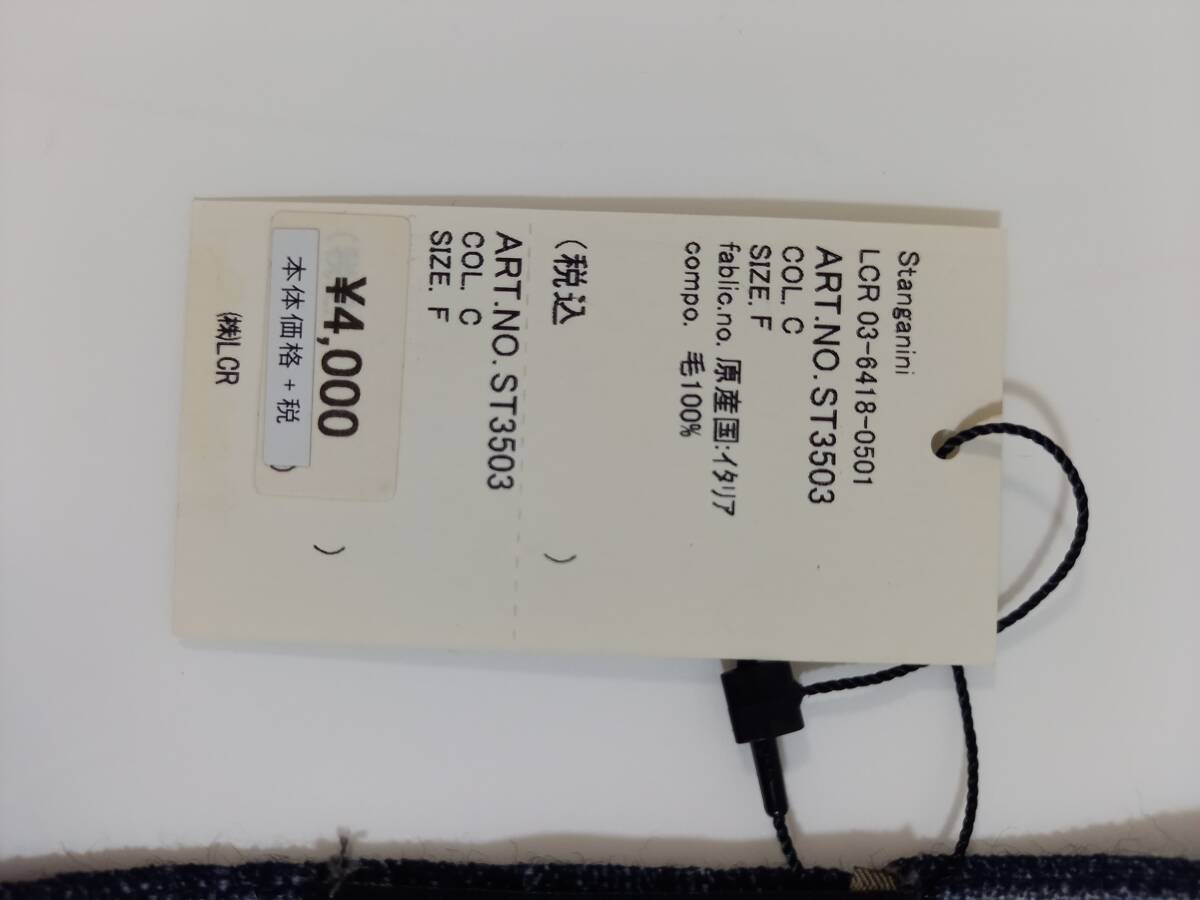 Stanganini
LCR 03-6418-0501
ART.NO.ST3503
COL. C
SIZE. F
fablic.no. 原産国:イタリア
compo. 毛100%
(税込 )
ART.NO.ST3503
COL. C
SIZE. F
¥4,000 )
本体価格+税 )
㈱LCR